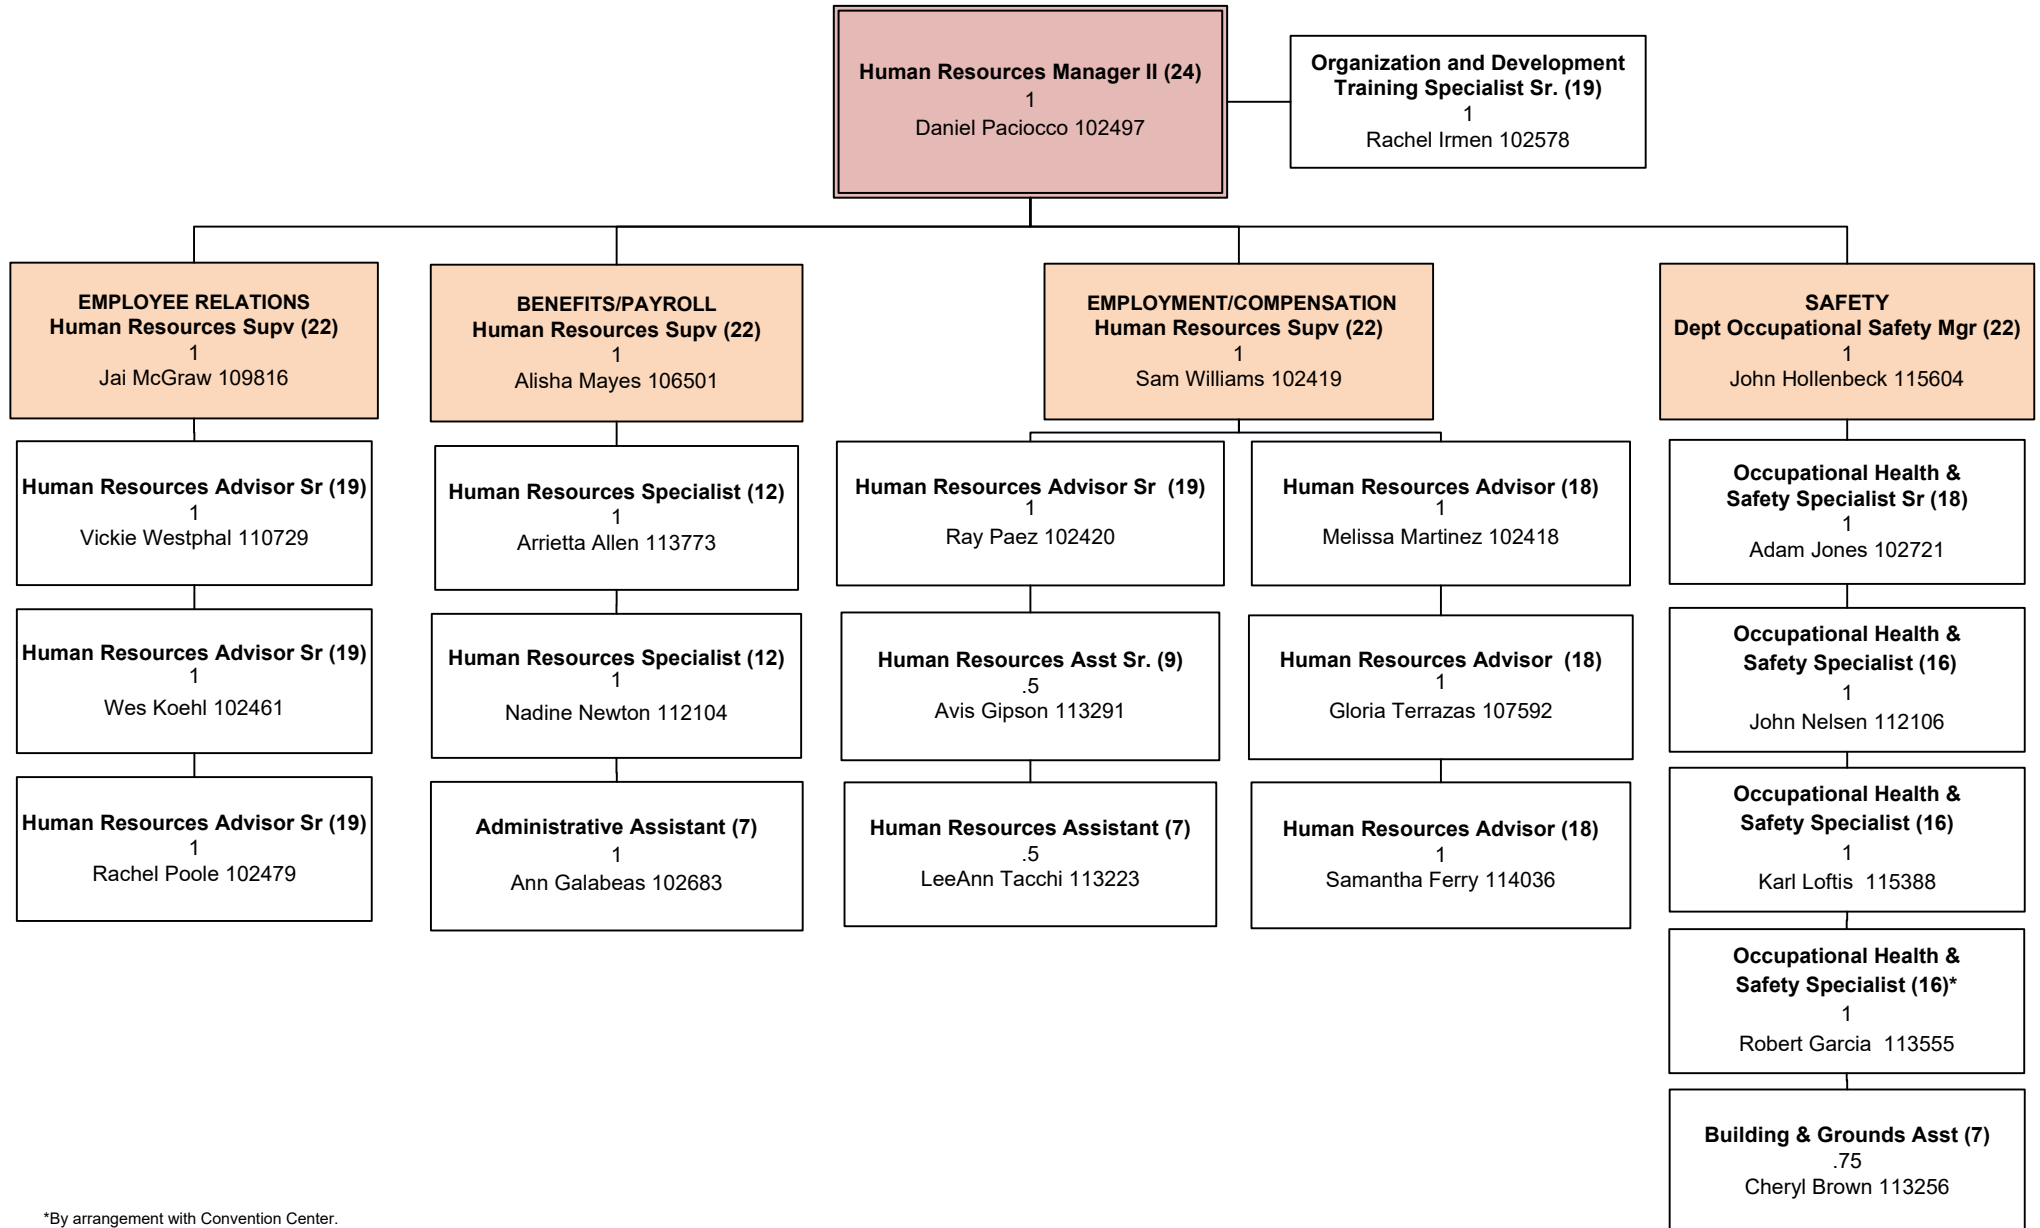 Human Resources Manager II (24)
1
Daniel Paciocco 102497
Organization and Development
Training Specialist Sr. (19)
1
Rachel Irmen 102578
EMPLOYEE RELATIONS
Human Resources Supv (22)
1
Jai McGraw 109816
Human Resources Advisor Sr (19)
1
Vickie Westphal 110729
Human Resources Advisor Sr (19)
1
Wes Koehl 102461
Human Resources Advisor Sr (19)
1
Rachel Poole 102479
BENEFITS/PAYROLL
Human Resources Supv (22)
1
Alisha Mayes 106501
Human Resources Specialist (12)
1
Arrietta Allen 113773
Human Resources Specialist (12)
1
Nadine Newton 112104
Administrative Assistant (7)
1
Ann Galabeas 102683
EMPLOYMENT/COMPENSATION
Human Resources Supv (22)
1
Sam Williams 102419
Human Resources Advisor Sr  (19)
1
Ray Paez 102420
Human Resources Asst Sr. (9)
.5
Avis Gipson 113291
Human Resources Assistant (7)
.5
LeeAnn Tacchi 113223
Human Resources Advisor (18)
1
Melissa Martinez 102418
Human Resources Advisor  (18)
1
Gloria Terrazas 107592
Human Resources Advisor (18)
1
Samantha Ferry 114036
SAFETY
Dept Occupational Safety Mgr (22)
1
John Hollenbeck 115604
Occupational Health &
Safety Specialist Sr (18)
1
Adam Jones 102721
Occupational Health &
Safety Specialist (16)
1
John Nelsen 112106
Occupational Health &
Safety Specialist (16)
1
Karl Loftis  115388
Occupational Health &
Safety Specialist (16)*
1
Robert Garcia  113555
Building & Grounds Asst (7)
.75
Cheryl Brown 113256
*By arrangement with Convention Center.